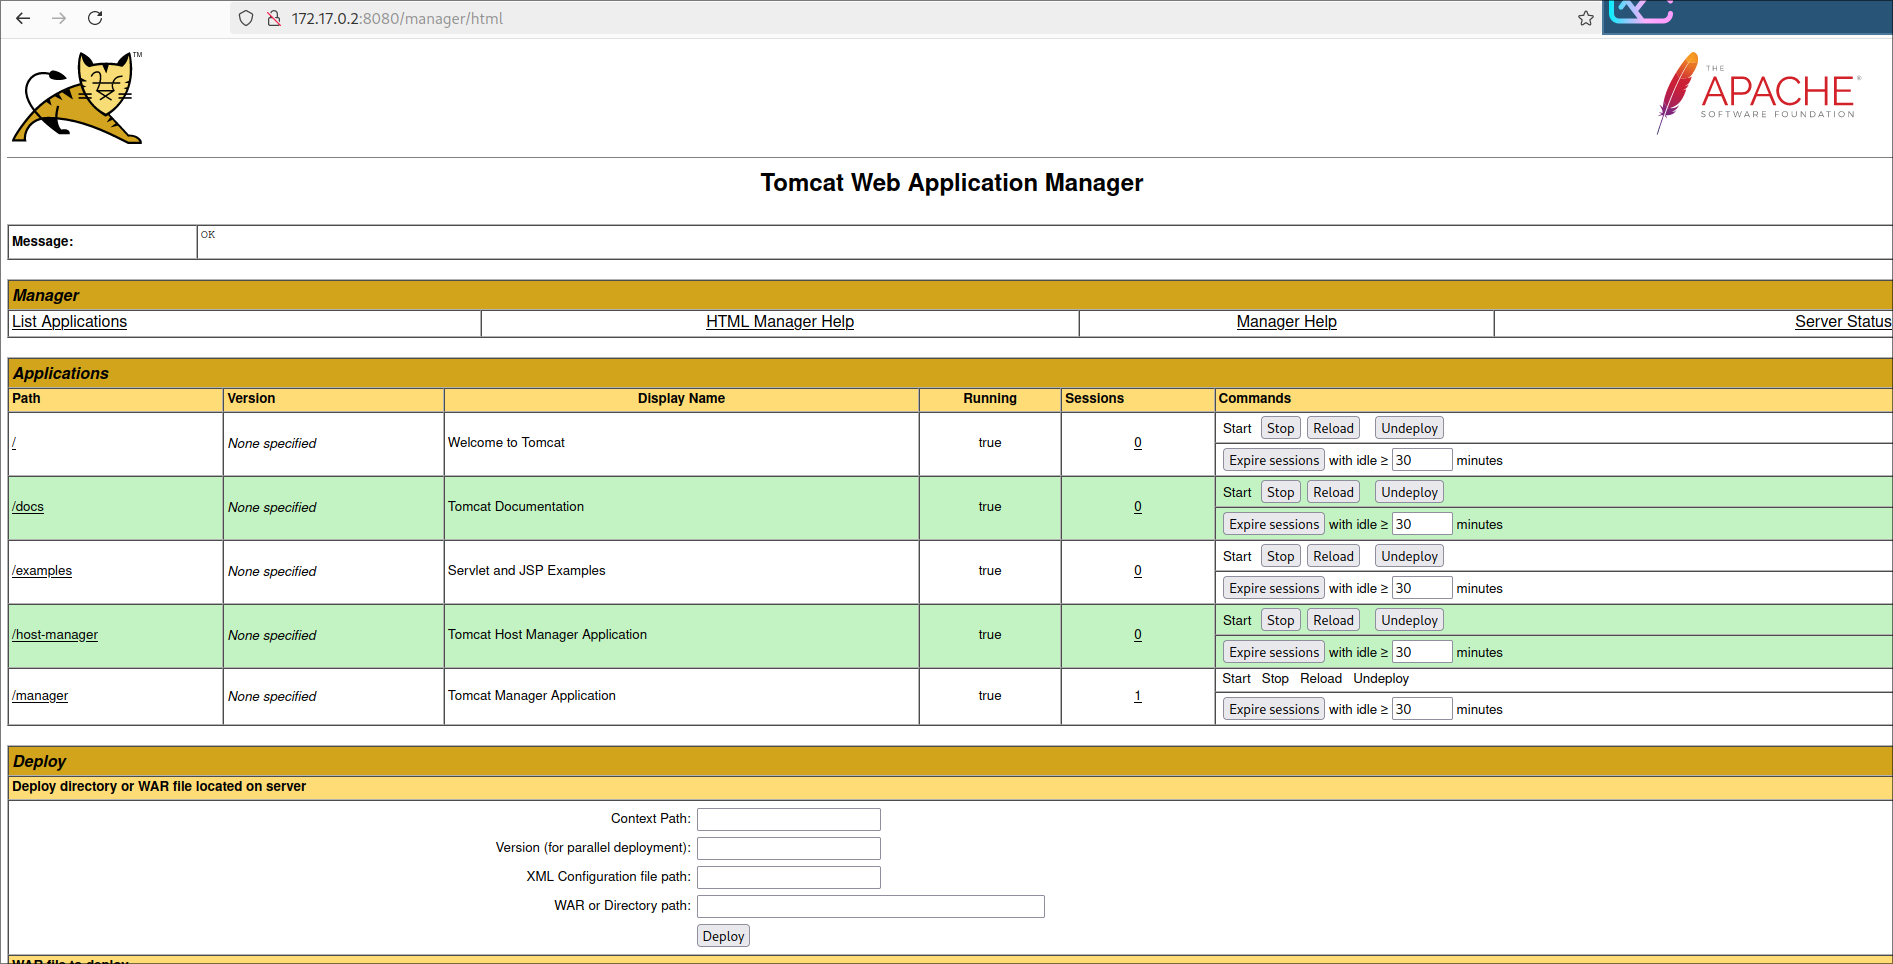 172.17.0.2:8080/manager/html
TM
THE
APACHE®
SOFTWARE FOUNDATION
Tomcat Web Application Manager
Message: OK
Manager
List Applications HTML Manager Help Manager Help Server Status
Applications
Path Version Display Name Running Sessions Commands
/ None specified Welcome to Tomcat true 0 Start Stop Reload Undeploy
Expire sessions with idle ≥ 30 minutes
/docs None specified Tomcat Documentation true 0 Start Stop Reload Undeploy
Expire sessions with idle ≥ 30 minutes
/examples None specified Servlet and JSP Examples true 0 Start Stop Reload Undeploy
Expire sessions with idle ≥ 30 minutes
/host-manager None specified Tomcat Host Manager Application true 0 Start Stop Reload Undeploy
Expire sessions with idle ≥ 30 minutes
/manager None specified Tomcat Manager Application true 1 Start Stop Reload Undeploy
Expire sessions with idle ≥ 30 minutes
Deploy
Deploy directory or WAR file located on server
Context Path:
Version (for parallel deployment):
XML Configuration file path:
WAR or Directory path:
Deploy
WAR file to deploy